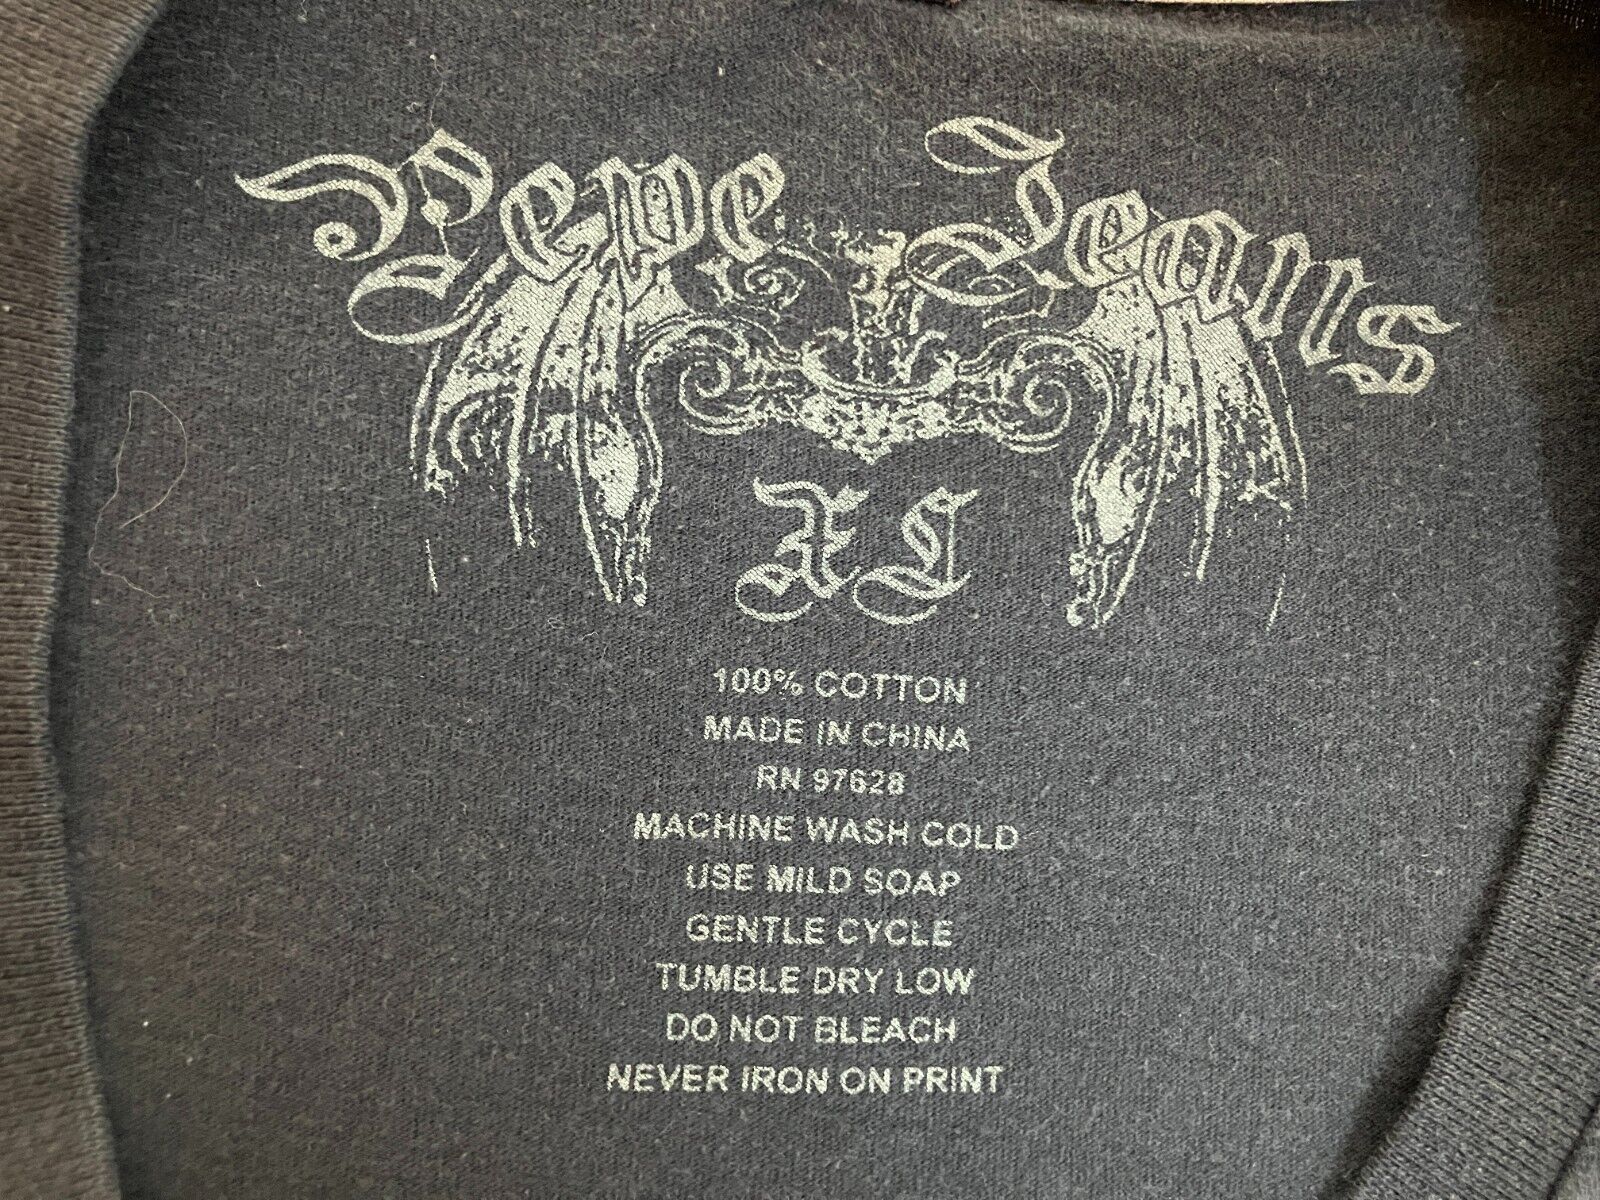 Pepe Jeans
XL
100% COTTON
MADE IN CHINA
RN 97628
MACHINE WASH COLD
USE MILD SOAP
GENTLE CYCLE
TUMBLE DRY LOW
DO NOT BLEACH
NEVER IRON ON PRINT